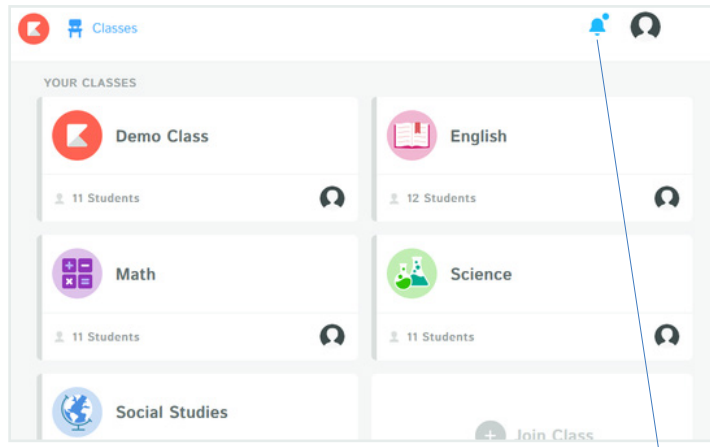 Classes
YOUR CLASSES
Demo Class
English
11 Students
12 Students
Math
Science
11 Students
11 Students
Social Studies
Join Class